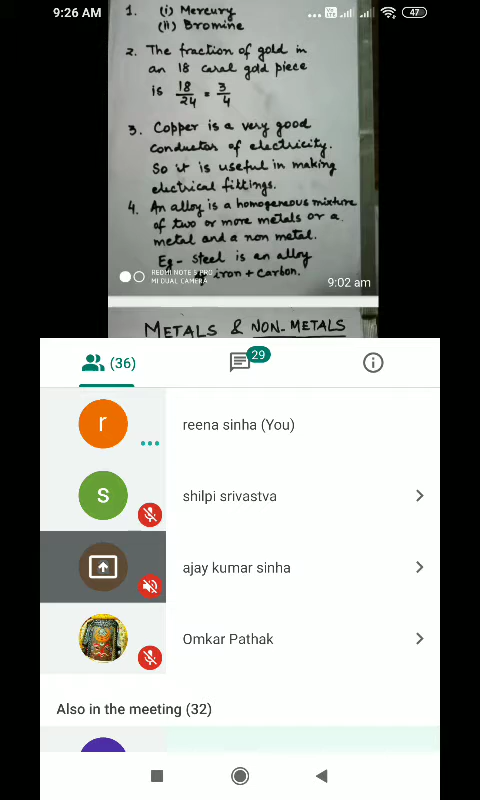 9:26 AM
47
1. (i) Mercury
(ii) Bromine
2. The fraction of gold in
an 18 carat gold piece
is 18/24 = 3/4
3. Copper is a very good
conductor of electricity.
So it is useful in making
electrical fittings.
4. An alloy is a homogeneous mixture
of two or more metals or a
metal and a non metal.
Eg- Steel is an alloy
iron + carbon.
REDMI NOTE 5 PRO
MI DUAL CAMERA
9:02 am
METALS & NON-METALS
(36)
29
r
reena sinha (You)
s
shilpi srivastva
ajay kumar sinha
Omkar Pathak
Also in the meeting (32)